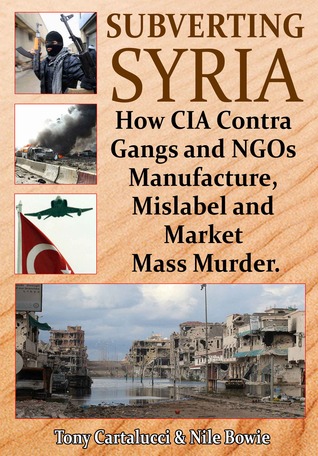 SUBVERTING
SYRIA
How CIA Contra
Gangs and NGOs
Manufacture,
Mislabel and
Market
Mass Murder.
Tony Cartalucci & Nile Bowie